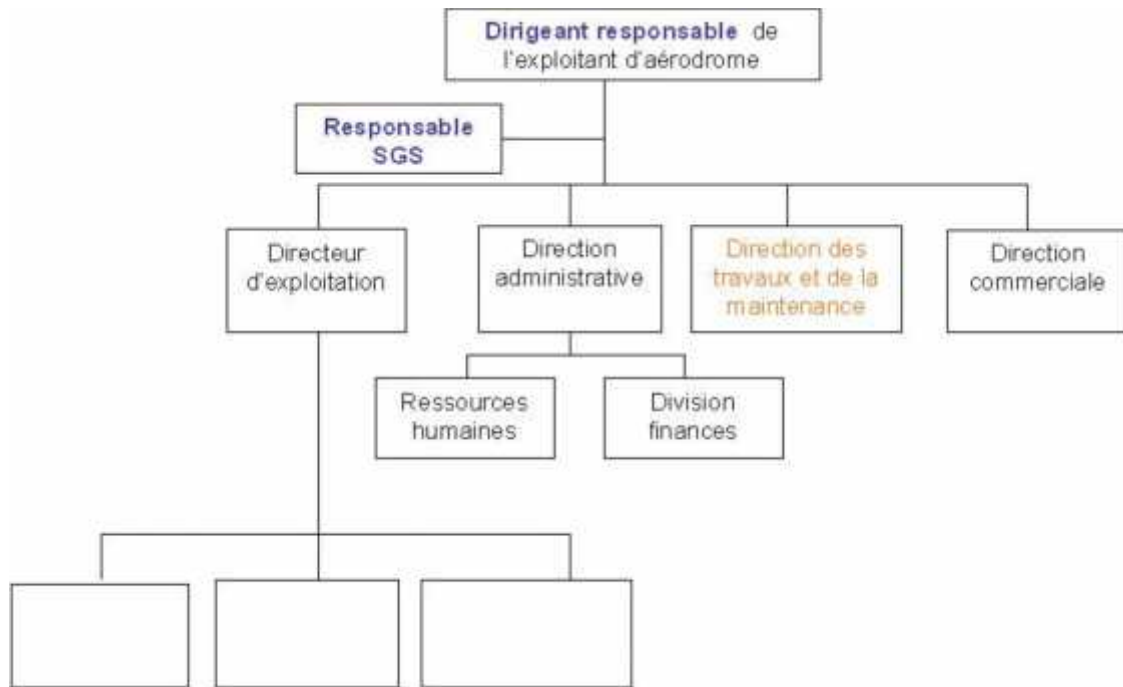 Dirigeant responsable de
l'exploitant d'aérodrome
Responsable
SGS
Directeur
d'exploitation
Direction
administrative
Direction des
travaux et de la
maintenance
Direction
commerciale
Ressources
humaines
Division
finances